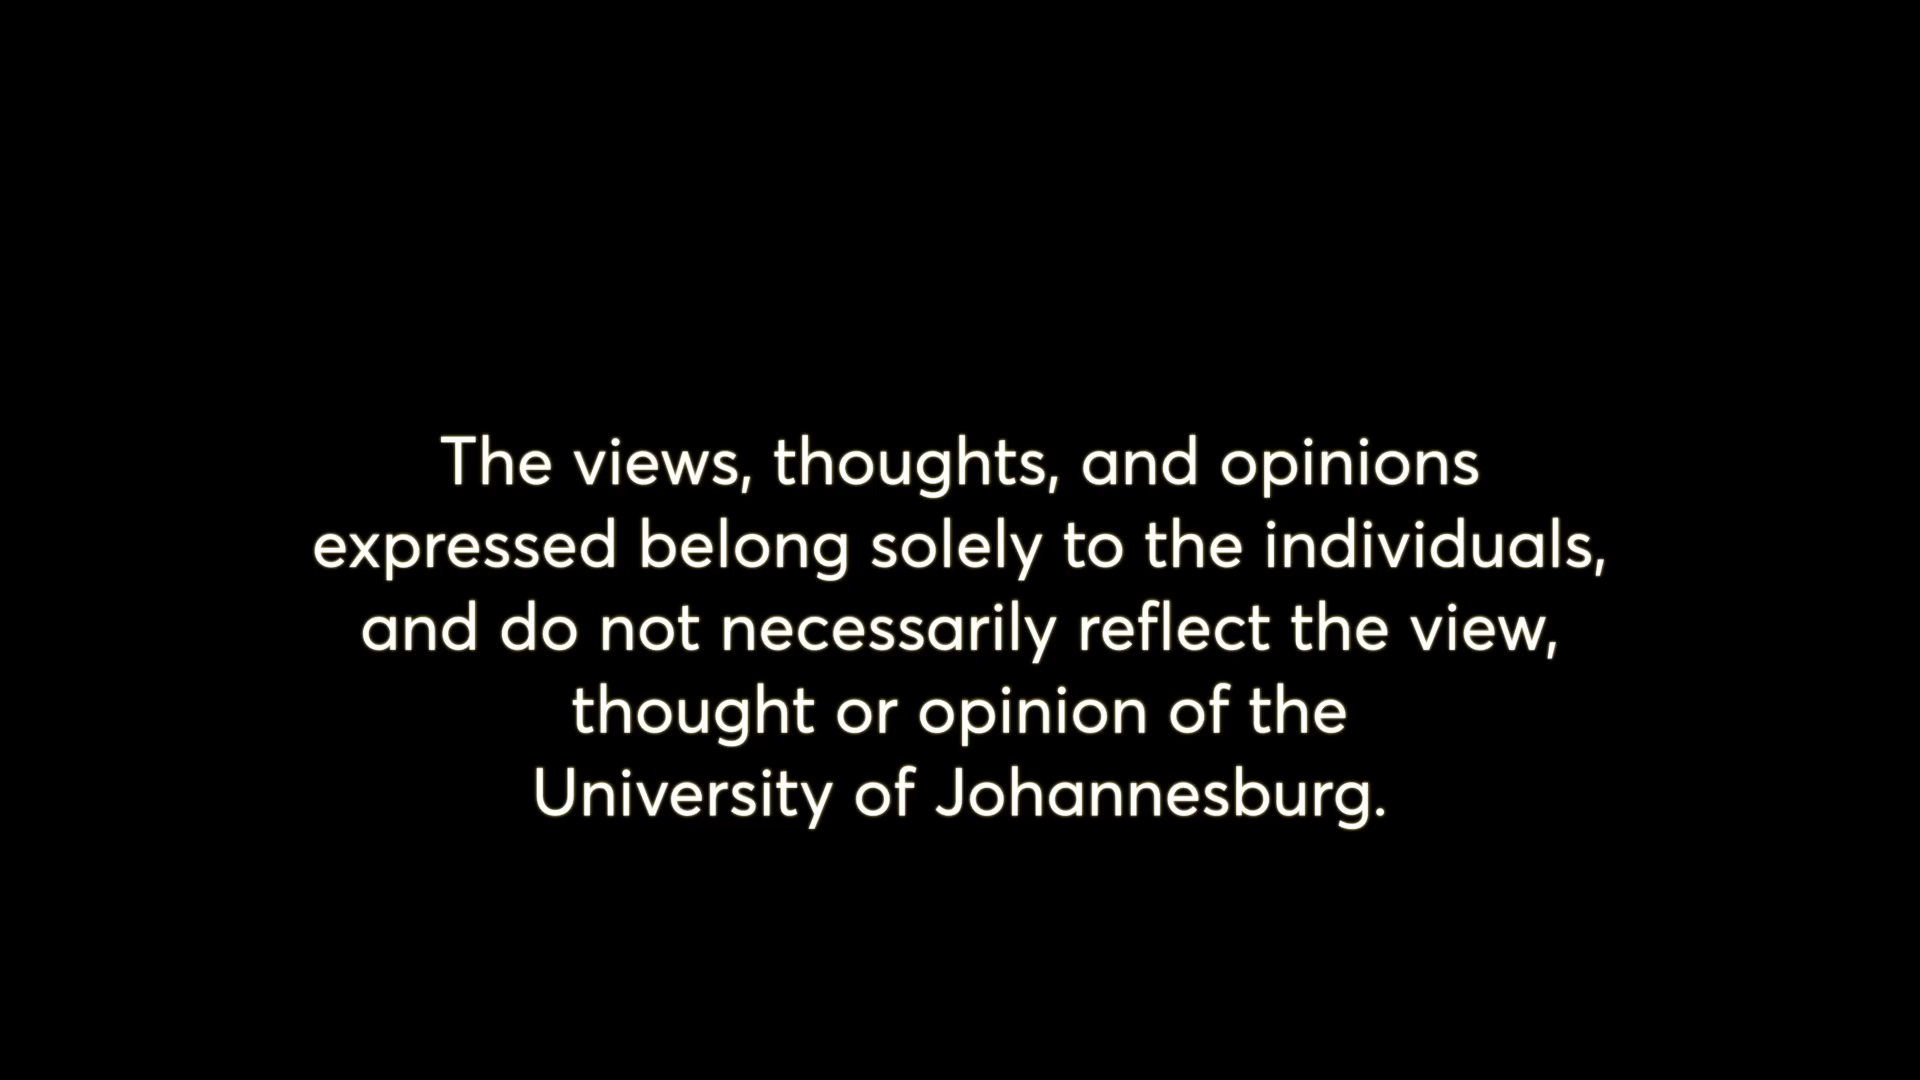 The views, thoughts, and opinions
expressed belong solely to the individuals,
and do not necessarily reflect the view,
thought or opinion of the
University of Johannesburg.